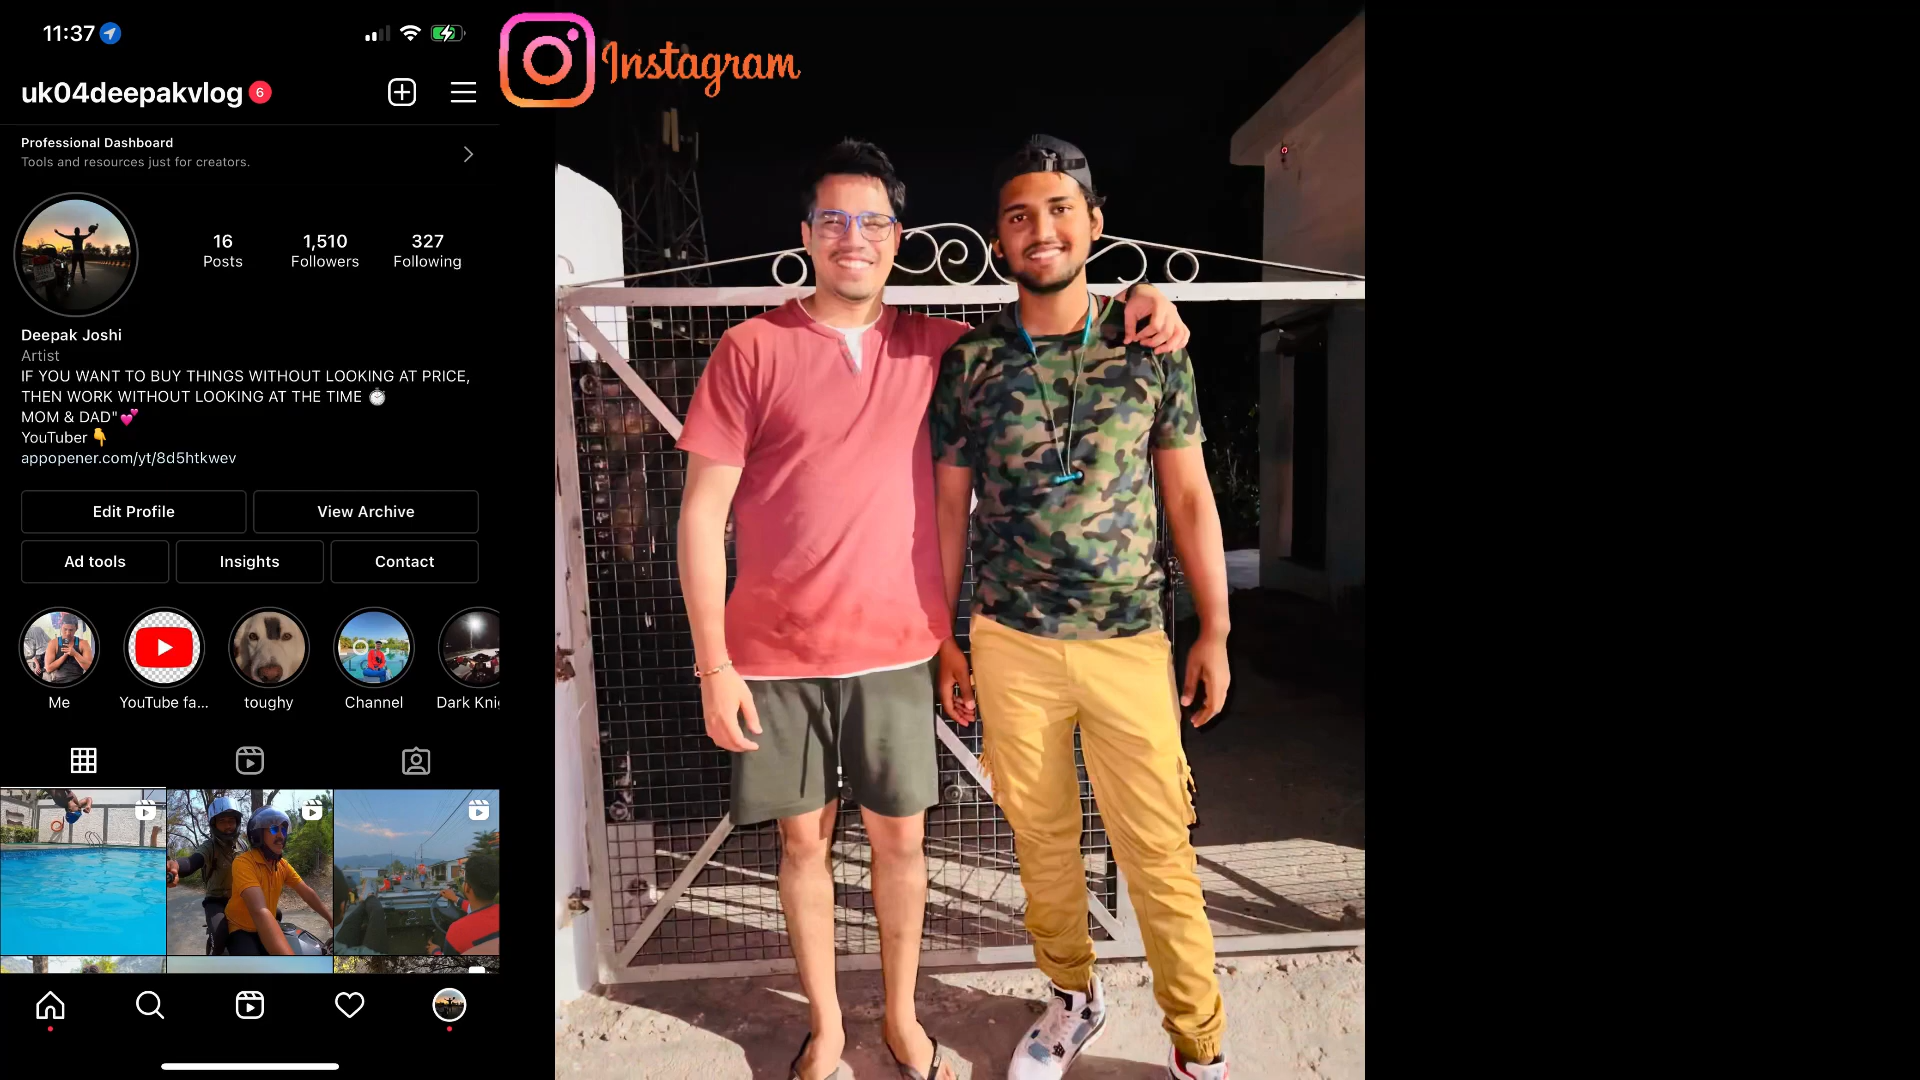 11:37
uk04deepakvlog 6
Professional Dashboard
Tools and resources just for creators.
16 Posts
1,510 Followers
327 Following
Deepak Joshi
Artist
IF YOU WANT TO BUY THINGS WITHOUT LOOKING AT PRICE,
THEN WORK WITHOUT LOOKING AT THE TIME ⏱️
MOM & DAD"💕
YouTuber 👇
appopener.com/yt/8d5htkwev
Edit Profile
View Archive
Ad tools
Insights
Contact
Me
YouTube fa...
toughy
Channel
Dark Kni
Instagram